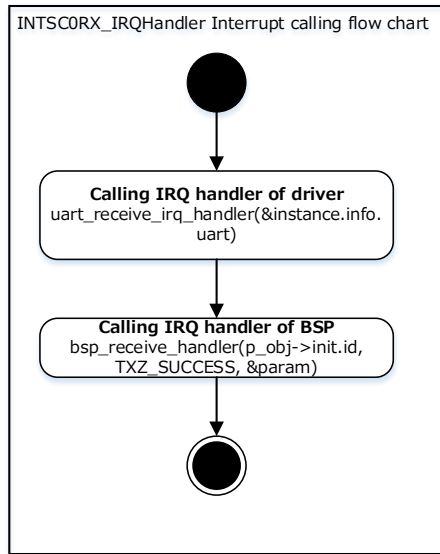 INTSC0RX_IRQHandler Interrupt calling flow chart
Calling IRQ handler of driver
uart_receive_irq_handler(&instance.info.
uart)
Calling IRQ handler of BSP
bsp_receive_handler(p_obj->init.id,
TXZ_SUCCESS, &param)